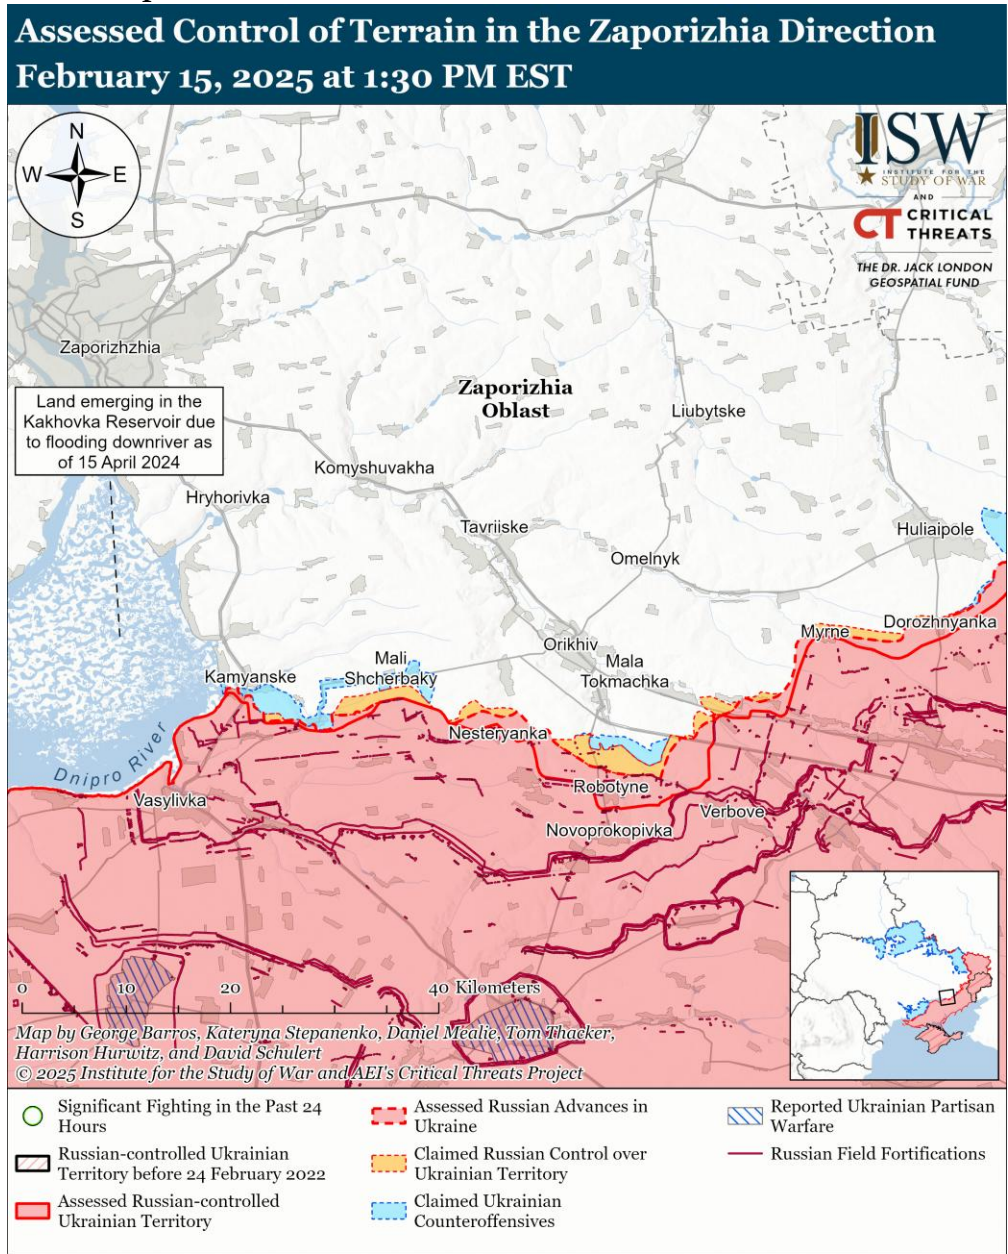 Assessed Control of Terrain in the Zaporizhia Direction
February 15, 2025 at 1:30 PM EST
N
W E
S
ISW
INSTITUTE FOR THE
STUDY OF WAR
AND
CT CRITICAL
THREATS
THE DR. JACK LONDON
GEOSPATIAL FUND
Zaporizhzhia
Land emerging in the
Kakhovka Reservoir due
to flooding downriver as
of 15 April 2024
Zaporizhia
Oblast
Liubytske
Komyshuvakha
Hryhorivka
Tavriiske
Huliaipole
Omelnyk
Dorozhnyanka
Myrne
Orikhiv
Mala
Tokmachka
Mali
Shcherbaky
Kamyanske
Nesteryanka
Dnipro River
Robotyne
Vasylivka
Verbove
Novoprokopivka
0 10 20 40 Kilometers
Map by George Barros, Kateryna Stepanenko, Daniel Mealie, Tom Thacker,
Harrison Hurwitz, and David Schulert
© 2025 Institute for the Study of War and AEI's Critical Threats Project
Significant Fighting in the Past 24
Hours
Russian-controlled Ukrainian
Territory before 24 February 2022
Assessed Russian-controlled
Ukrainian Territory
Assessed Russian Advances in
Ukraine
Claimed Russian Control over
Ukrainian Territory
Claimed Ukrainian
Counteroffensives
Reported Ukrainian Partisan
Warfare
Russian Field Fortifications